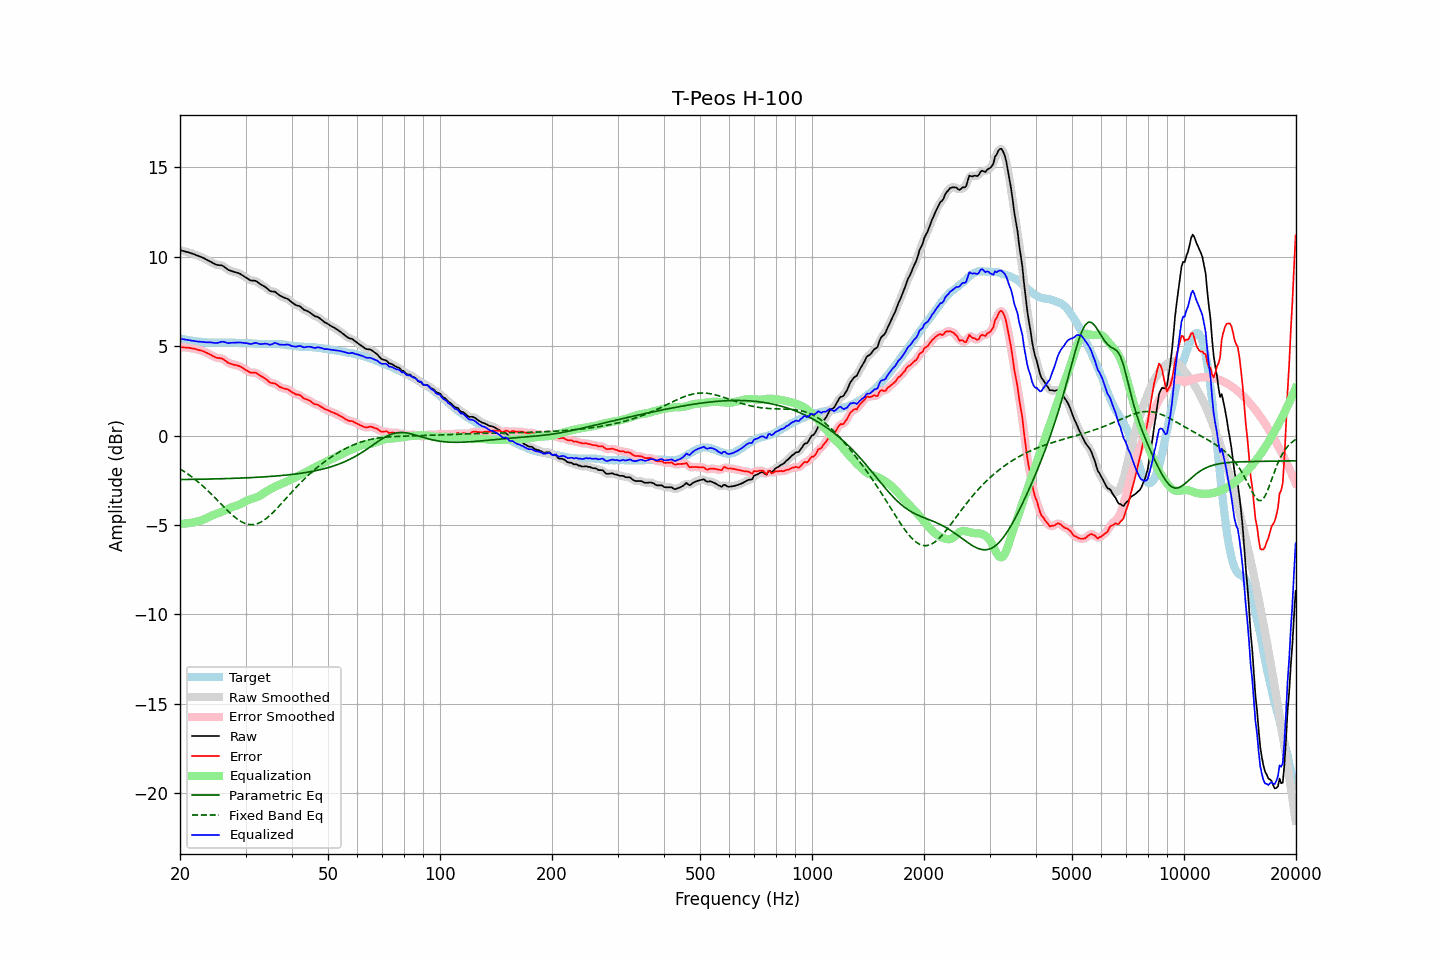 T-Peos H-100
Amplitude (dBr)
15
10
5
0
−5
−10
−15
−20
Target
Raw Smoothed
Error Smoothed
Raw
Error
Equalization
Parametric Eq
Fixed Band Eq
Equalized
20 50 100 200 500 1000 2000 5000 10000 20000
Frequency (Hz)